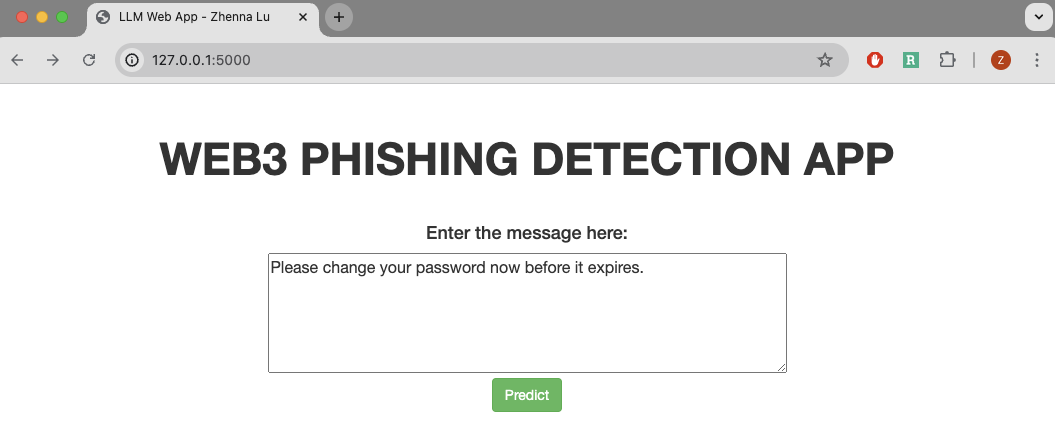 LLM Web App - Zhenna Lu
127.0.0.1:5000
R
Z
WEB3 PHISHING DETECTION APP
Enter the message here:
Please change your password now before it expires.
Predict